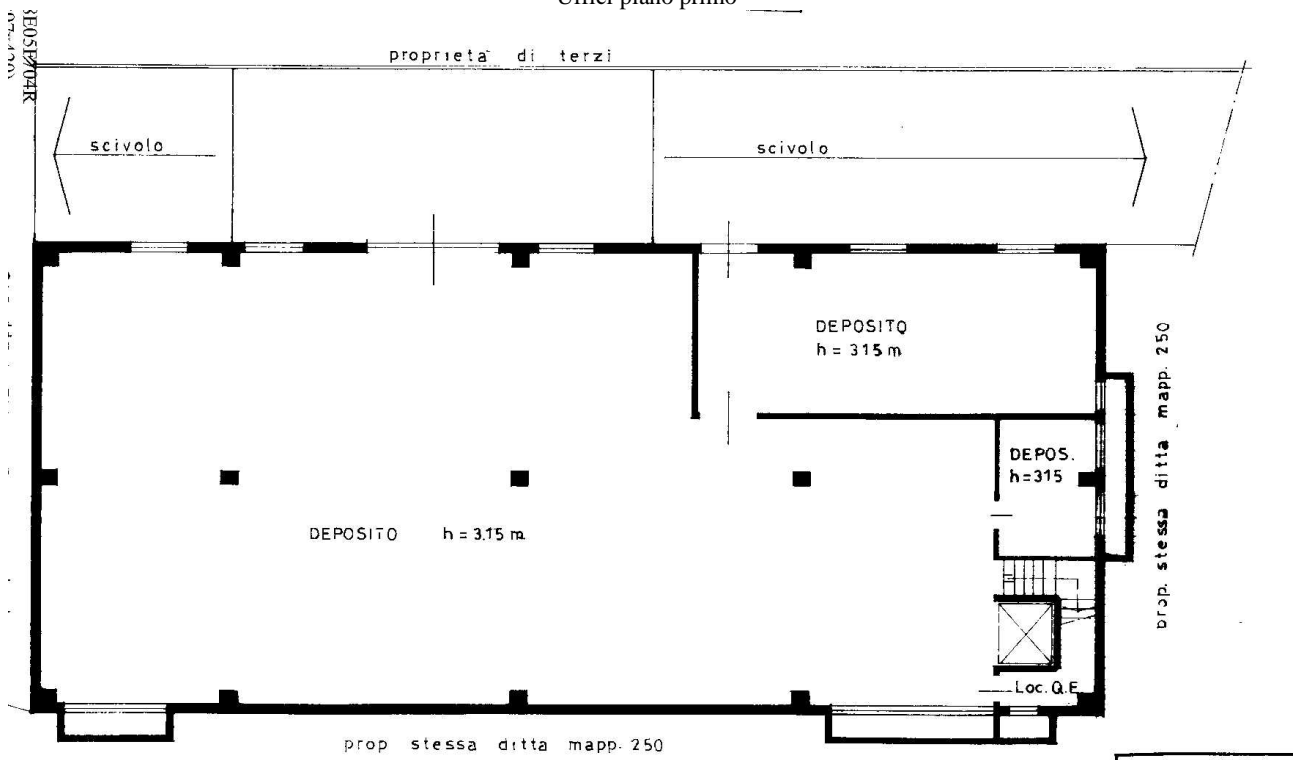 Uffici piano primo
3E05E704R
proprieta di terzi
scivolo
scivolo
DEPOSITO
h = 315 m
DEPOS.
h=315
DEPOSITO h = 3.15 m
prop. stessa ditta mapp. 250
Loc. Q.E.
prop stessa ditta mapp. 250